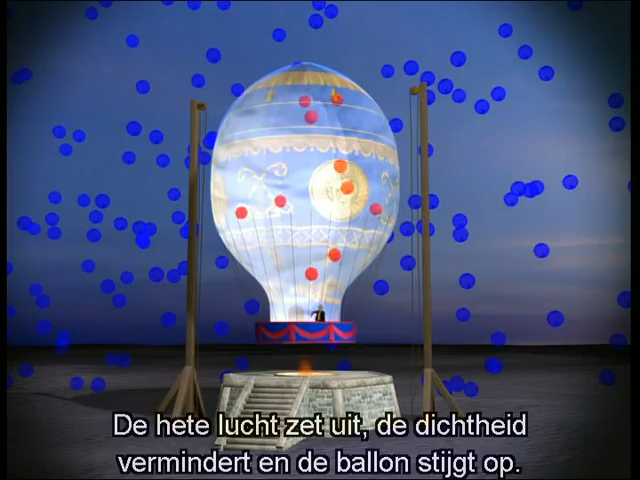 De hete lucht zet uit, de dichtheid
vermindert en de ballon stijgt op.